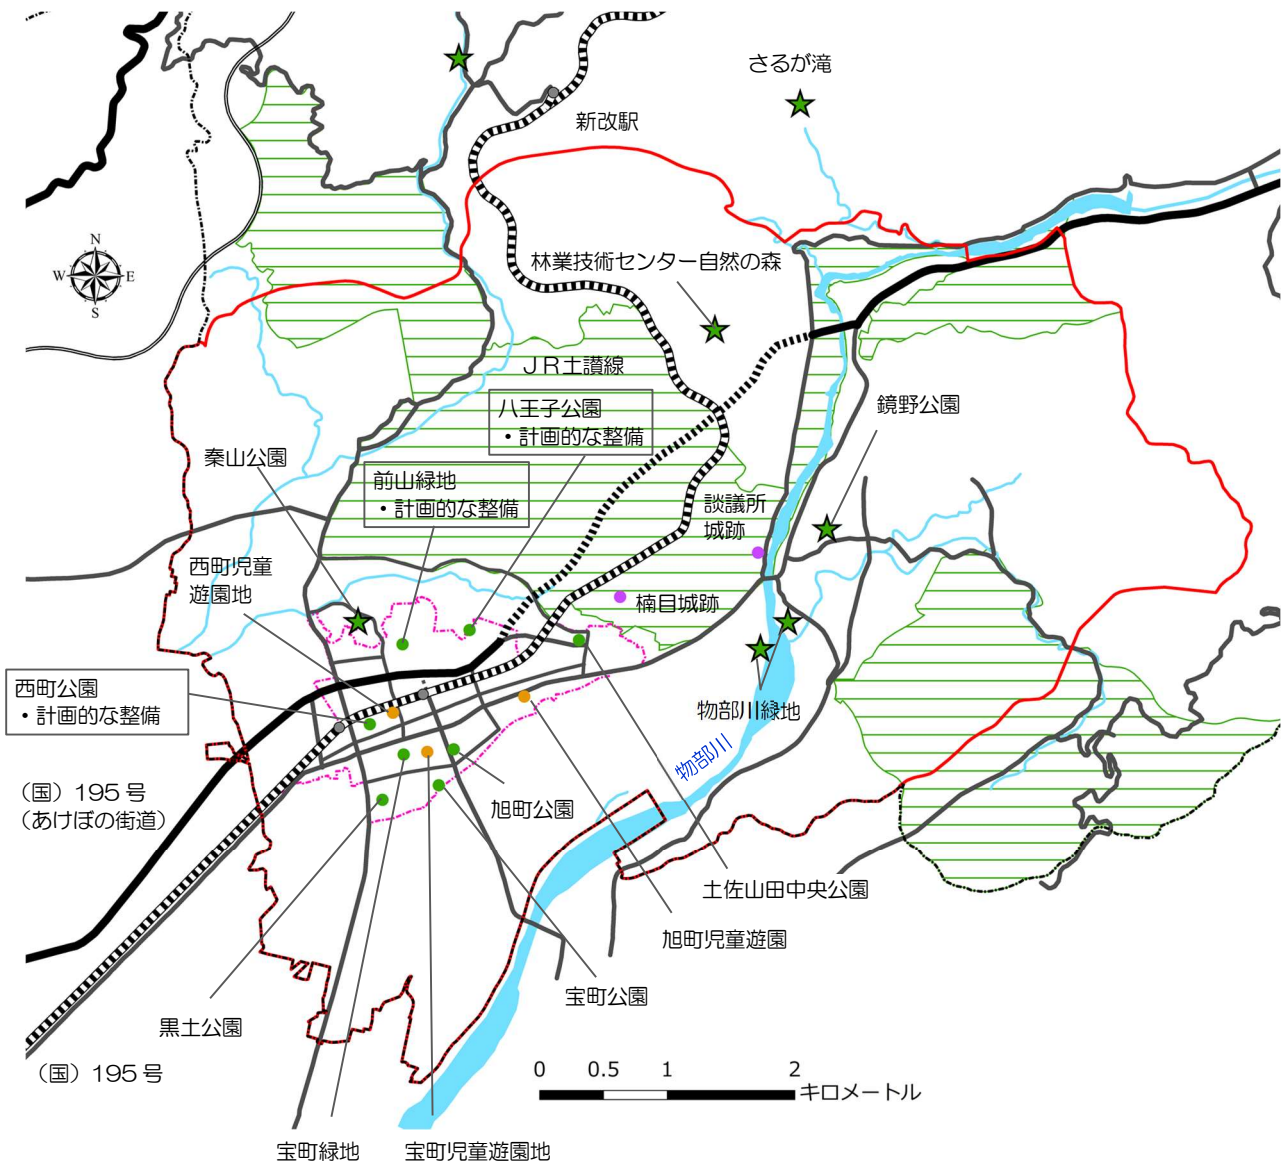 さるが滝
新改駅
N
W
E
S
林業技術センター自然の森
JR土讃線
八王子公園
・計画的な整備
鏡野公園
秦山公園
前山緑地
・計画的な整備
談議所
城跡
西町児童
遊園地
楠目城跡
西町公園
・計画的な整備
物部川緑地
物部川
(国)195号
(あけぼの街道)
旭町公園
土佐山田中央公園
旭町児童遊園
宝町公園
黒土公園
(国)195号
0 0.5 1 2
キロメートル
宝町緑地
宝町児童遊園地